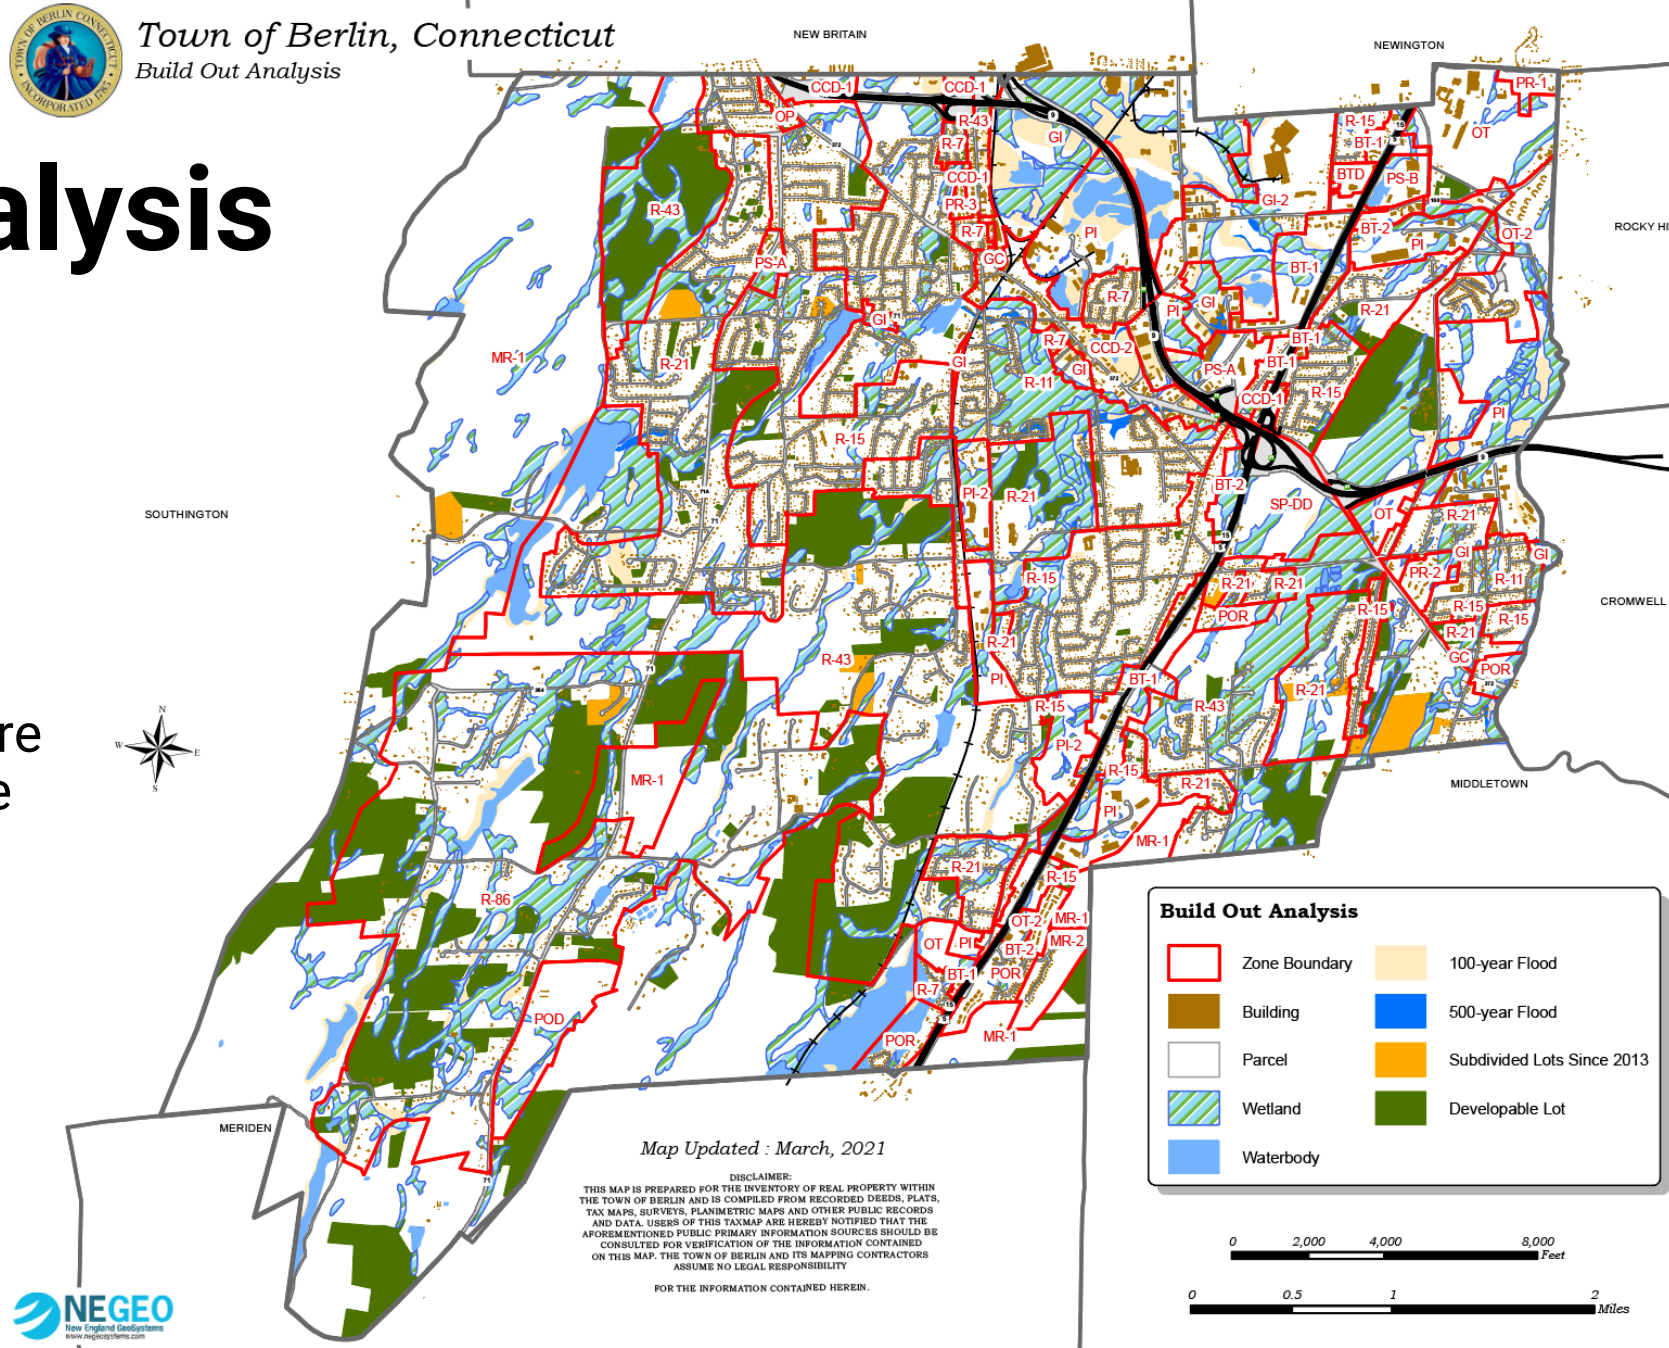 TOWN OF BERLIN CONNECTICUT
INCORPORATED 1785
Town of Berlin, Connecticut
Build Out Analysis
alysis
re
e
NEW BRITAIN
NEWINGTON
ROCKY HI
SOUTHINGTON
CROMWELL
MIDDLETOWN
MERIDEN
N
W E
S
CCD-1
CCD-1
PR-1
OP
R-43
GI
R-15
OT
BT-1
R-7
CCD-1
BTD
PS-B
R-43
PR-3
GI-2
R-7
PI
BT-2
PI
OT-2
PS-A
GC
BT-1
R-7
GI
PI
R-21
GI
R-7
CCD-2
BT-1
MR-1
R-21
GI
GI
PS-A
BT-1
R-11
CCD-1
R-15
PI
R-15
BT-2
PI-2
R-21
SP-DD
OT
R-21
GI
GI
R-15
R-21
R-21
PR-2
R-11
POR
R-15
R-15
R-15
R-21
R-21
GC
R-43
PI
BT-1
POR
R-15
R-43
R-21
PI-2
MR-1
R-15
R-21
PI
MR-1
R-21
R-15
R-86
OT-2
MR-1
OT
PI
BT-2
MR-2
BT-1
POR
R-7
POD
POR
MR-1
Build Out Analysis
Zone Boundary
Building
Parcel
Wetland
Waterbody
100-year Flood
500-year Flood
Subdivided Lots Since 2013
Developable Lot
Map Updated : March, 2021
DISCLAIMER:
THIS MAP IS PREPARED FOR THE INVENTORY OF REAL PROPERTY WITHIN
THE TOWN OF BERLIN AND IS COMPILED FROM RECORDED DEEDS, PLATS,
TAX MAPS, SURVEYS, PLANIMETRIC MAPS AND OTHER PUBLIC RECORDS
AND DATA. USERS OF THIS TAXMAP ARE HEREBY NOTIFIED THAT THE
AFOREMENTIONED PUBLIC PRIMARY INFORMATION SOURCES SHOULD BE
CONSULTED FOR VERIFICATION OF THE INFORMATION CONTAINED
ON THIS MAP. THE TOWN OF BERLIN AND ITS MAPPING CONTRACTORS
ASSUME NO LEGAL RESPONSIBILITY
FOR THE INFORMATION CONTAINED HEREIN.
0 2,000 4,000 8,000
Feet
0 0.5 1 2
Miles
NEGEO
New England GeoSystems
www.negeosystems.com